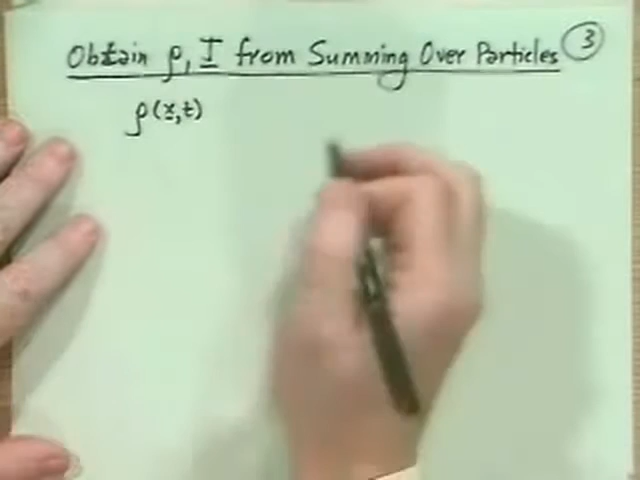 Obtain ρ, I from Summing Over Particles ③
ρ(x,t)